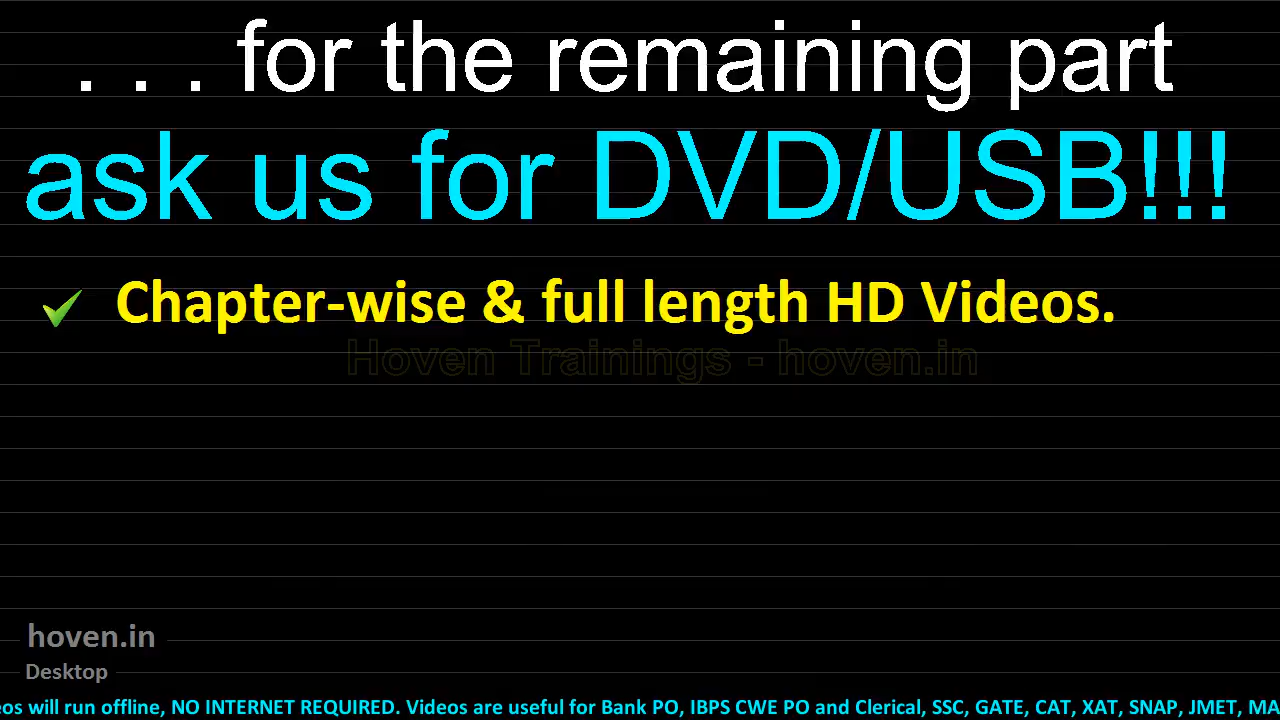 . . . for the remaining part
ask us for DVD/USB!!!
Chapter-wise & full length HD Videos.
Hoven Trainings - hoven.in
hoven.in
Desktop
eos will run offline, NO INTERNET REQUIRED. Videos are useful for Bank PO, IBPS CWE PO and Clerical, SSC, GATE, CAT, XAT, SNAP, JMET, MA